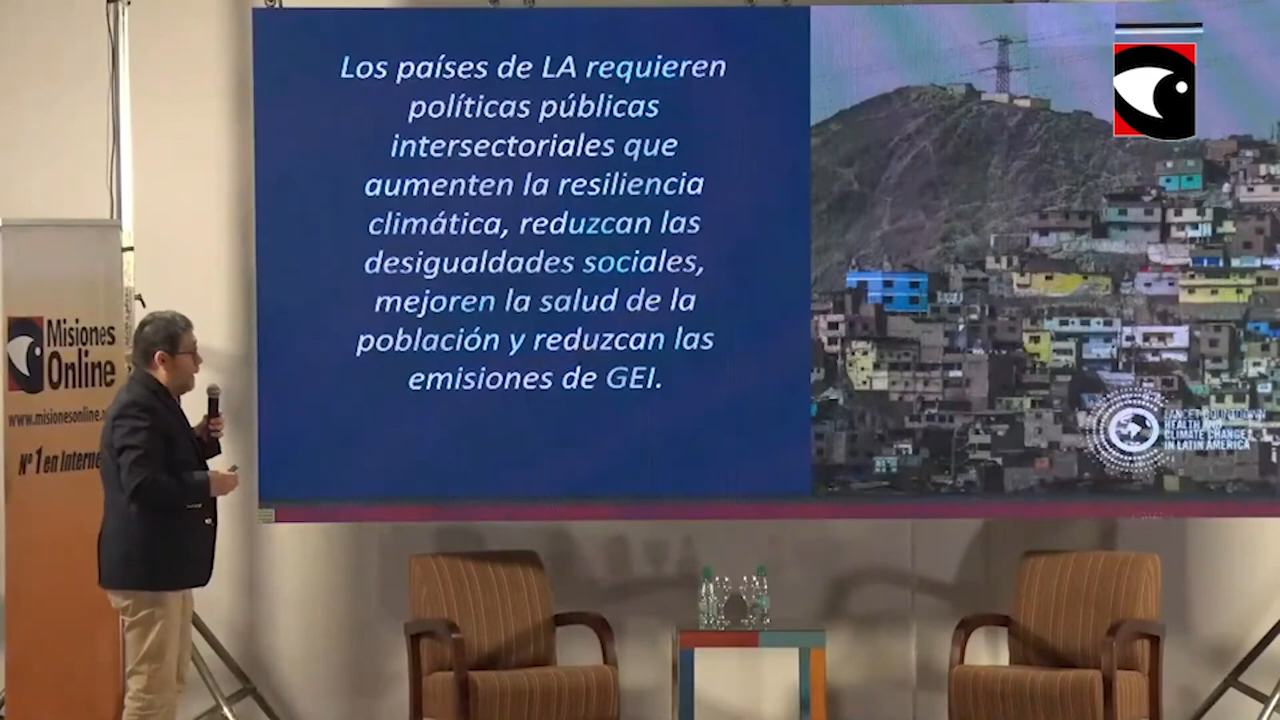 Los países de LA requieren
políticas públicas
intersectoriales que
aumenten la resiliencia
climática, reduzcan las
desigualdades sociales,
mejoren la salud de la
población y reduzcan las
emisiones de GEI.
LANCET COUNTDOWN
HEALTH AND
CLIMATE CHANGE
IN LATIN AMERICA
Misiones
Online
www.misionesonline.
Nº 1 en Interne